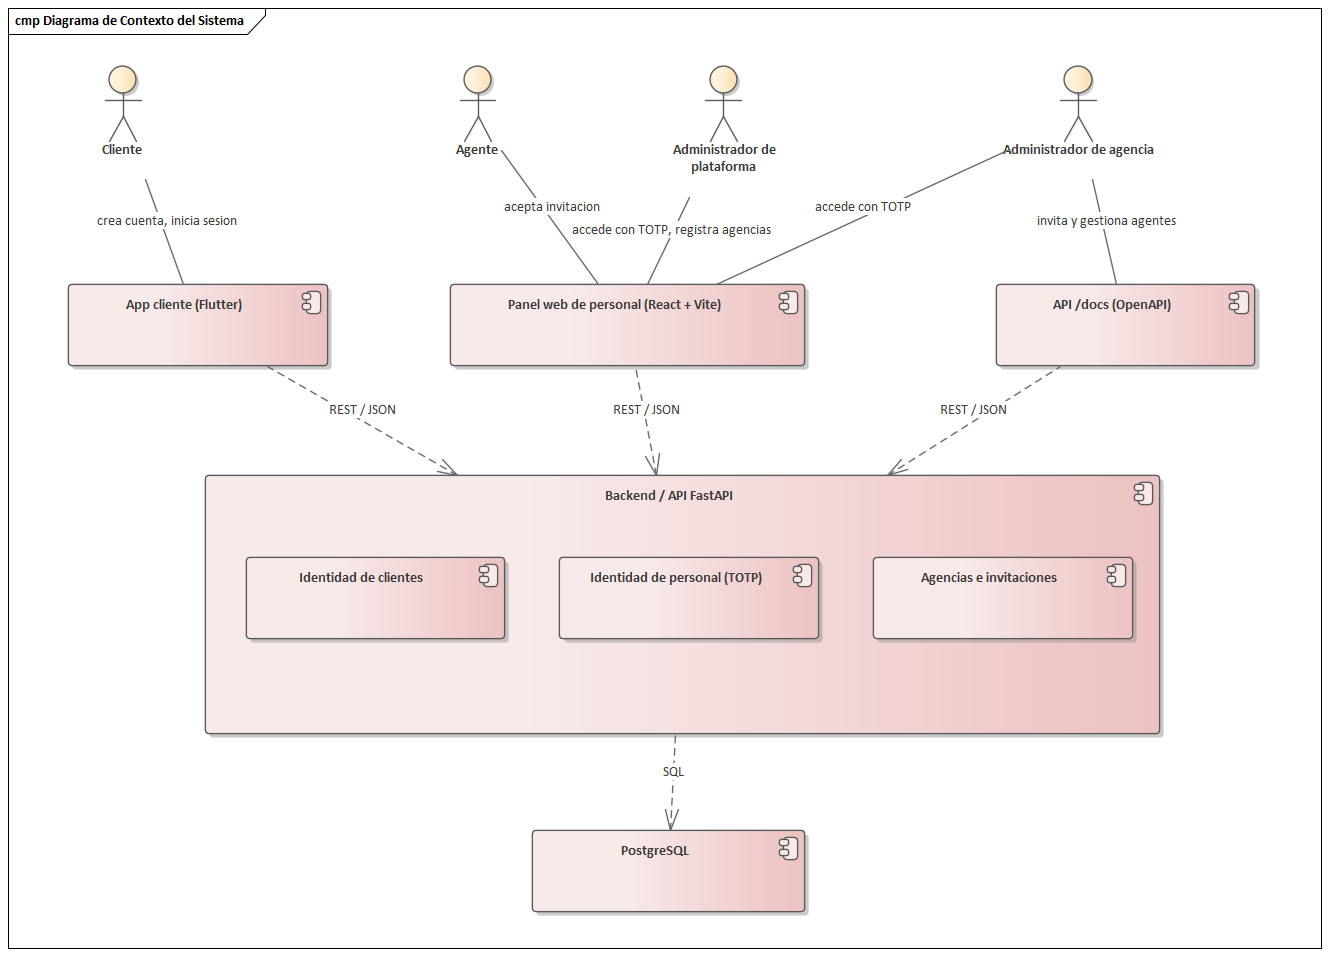 cmp Diagrama de Contexto del Sistema
Cliente
Agente
Administrador de
plataforma
Administrador de agencia
crea cuenta, inicia sesion
acepta invitacion
accede con TOTP, registra agencias
accede con TOTP
invita y gestiona agentes
App cliente (Flutter)
Panel web de personal (React + Vite)
API /docs (OpenAPI)
REST / JSON
REST / JSON
REST / JSON
Backend / API FastAPI
Identidad de clientes
Identidad de personal (TOTP)
Agencias e invitaciones
SQL
PostgreSQL